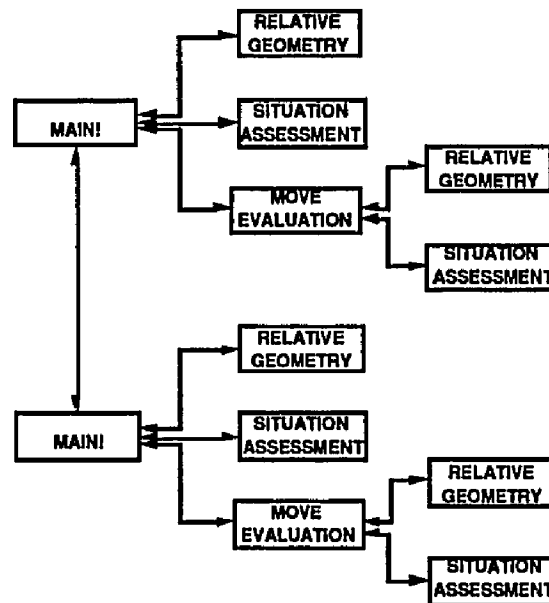 RELATIVE
GEOMETRY
MAIN!
SITUATION
ASSESSMENT
MOVE
EVALUATION
RELATIVE
GEOMETRY
SITUATION
ASSESSMENT
RELATIVE
GEOMETRY
MAIN!
SITUATION
ASSESSMENT
MOVE
EVALUATION
RELATIVE
GEOMETRY
SITUATION
ASSESSMENT